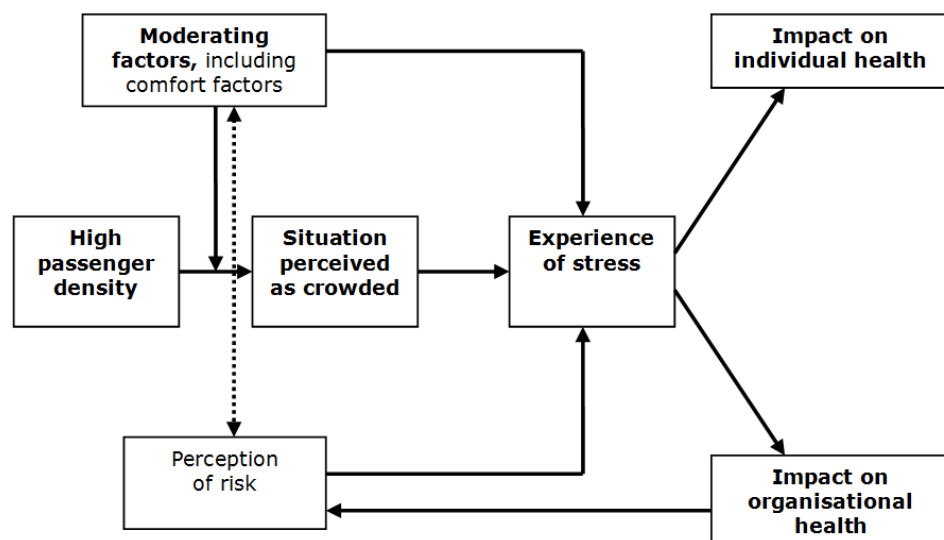 Moderating
factors, including
comfort factors
Impact on
individual health
High
passenger
density
Situation
perceived
as crowded
Experience
of stress
Perception
of risk
Impact on
organisational
health